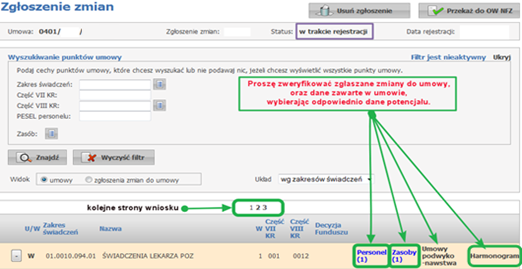 Zgłoszenie zmian
Usuń zgłoszenie
Przekaż do OW NFZ
Umowa: 0401/ /
Zgłoszenie zmian:
Status: w trakcie rejestracji
Data rejestracji:
Wyszukiwanie punktów umowy
Filtr jest nieaktywny Ukryj
Podaj cechy punktów umowy, które chcesz wyszukać lub nie podawaj nic, jeżeli chcesz wyświetlić wszystkie punkty umowy.
Zakres świadczeń:
Część VII KR:
Część VIII KR:
PESEL personelu:
Zasób:
Proszę zweryfikować zgłaszane zmiany do umowy,
oraz dane zawarte w umowie,
wybierając odpowiednio dane potencjału.
Znajdź
Wyczyść filtr
Widok
umowy
zgłoszenia zmian do umowy
Układ
wg zakresów świadczeń
kolejne strony wniosku
1 2 3
U/W
Zakres świadczeń
Nazwa
W
Część VII KR
Część VIII KR
Decyzja Funduszu
- W 01.0010.094.01 ŚWIADCZENIA LEKARZA POZ 1 001 0012
Personel (1)
Zasoby (1)
Umowy podwyko -nawstwa
Harmonogram